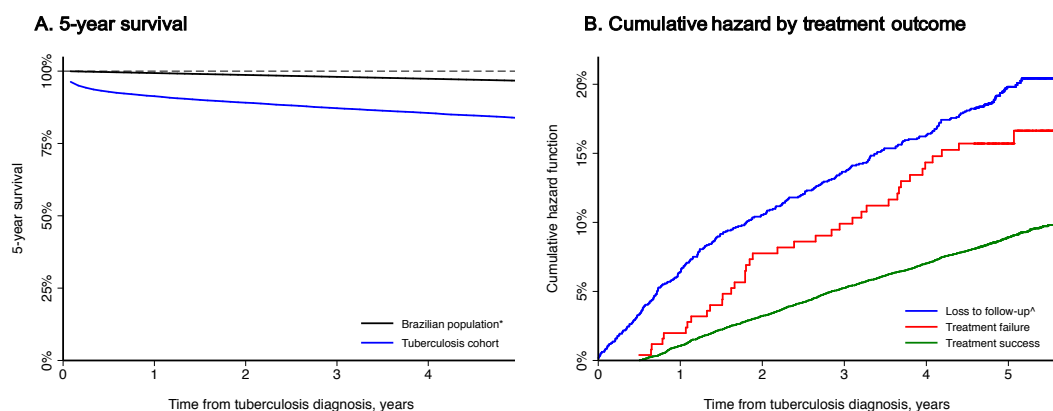 A. 5-year survival
100%
75%
50%
25%
0%
5-year survival
Brazilian population*
Tuberculosis cohort
0 1 2 3 4
Time from tuberculosis diagnosis, years
B. Cumulative hazard by treatment outcome
20%
15%
10%
5%
0%
Cumulative hazard function
Loss to follow-up^
Treatment failure
Treatment success
0 1 2 3 4 5
Time from tuberculosis diagnosis, years